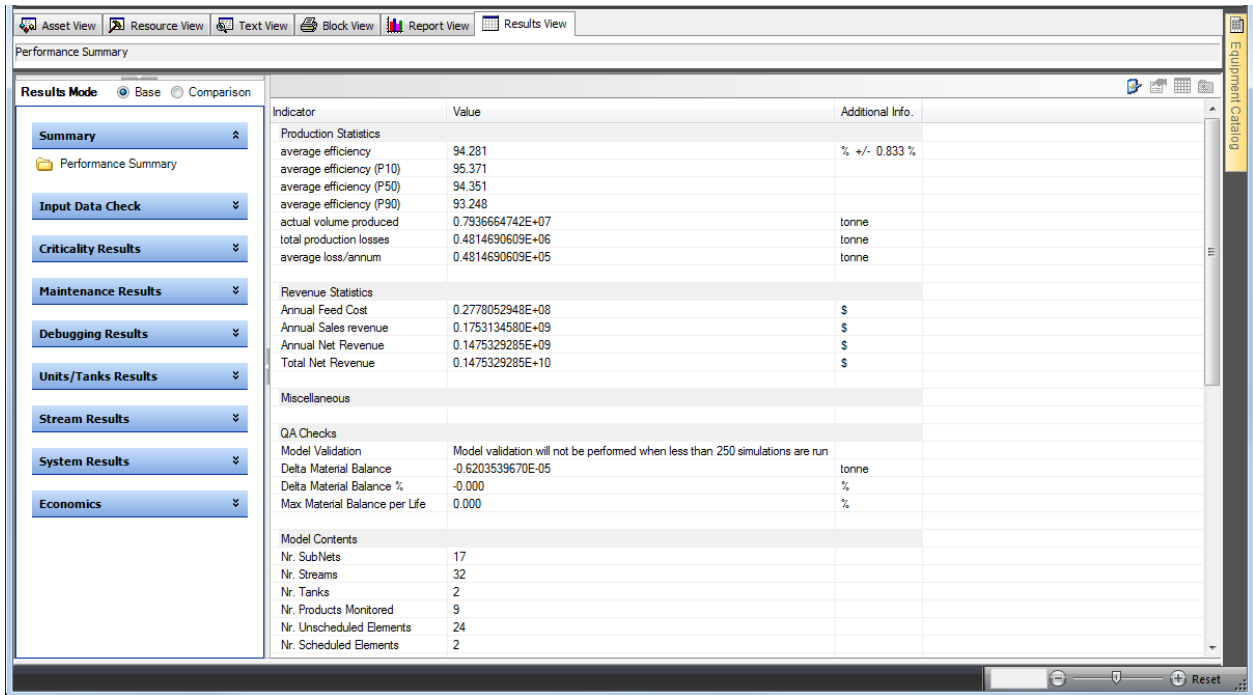 Asset View Resource View Text View Block View Report View Results View
Performance Summary
Equipment Catalog
Results Mode Base Comparison
Summary
Performance Summary
Input Data Check
Criticality Results
Maintenance Results
Debugging Results
Units/Tanks Results
Stream Results
System Results
Economics
Indicator Value Additional Info.
Production Statistics
average efficiency 94.281 % +/- 0.833 %
average efficiency (P10) 95.371
average efficiency (P50) 94.351
average efficiency (P90) 93.248
actual volume produced 0.7936664742E+07 tonne
total production losses 0.4814690609E+06 tonne
average loss/annum 0.4814690609E+05 tonne
Revenue Statistics
Annual Feed Cost 0.2778052948E+08 $
Annual Sales revenue 0.1753134580E+09 $
Annual Net Revenue 0.1475329285E+09 $
Total Net Revenue 0.1475329285E+10 $
Miscellaneous
QA Checks
Model Validation Model validation will not be performed when less than 250 simulations are run
Delta Material Balance -0.6203539670E-05 tonne
Delta Material Balance % -0.000 %
Max Material Balance per Life 0.000 %
Model Contents
Nr. SubNets 17
Nr. Streams 32
Nr. Tanks 2
Nr. Products Monitored 9
Nr. Unscheduled Elements 24
Nr. Scheduled Elements 2
Reset